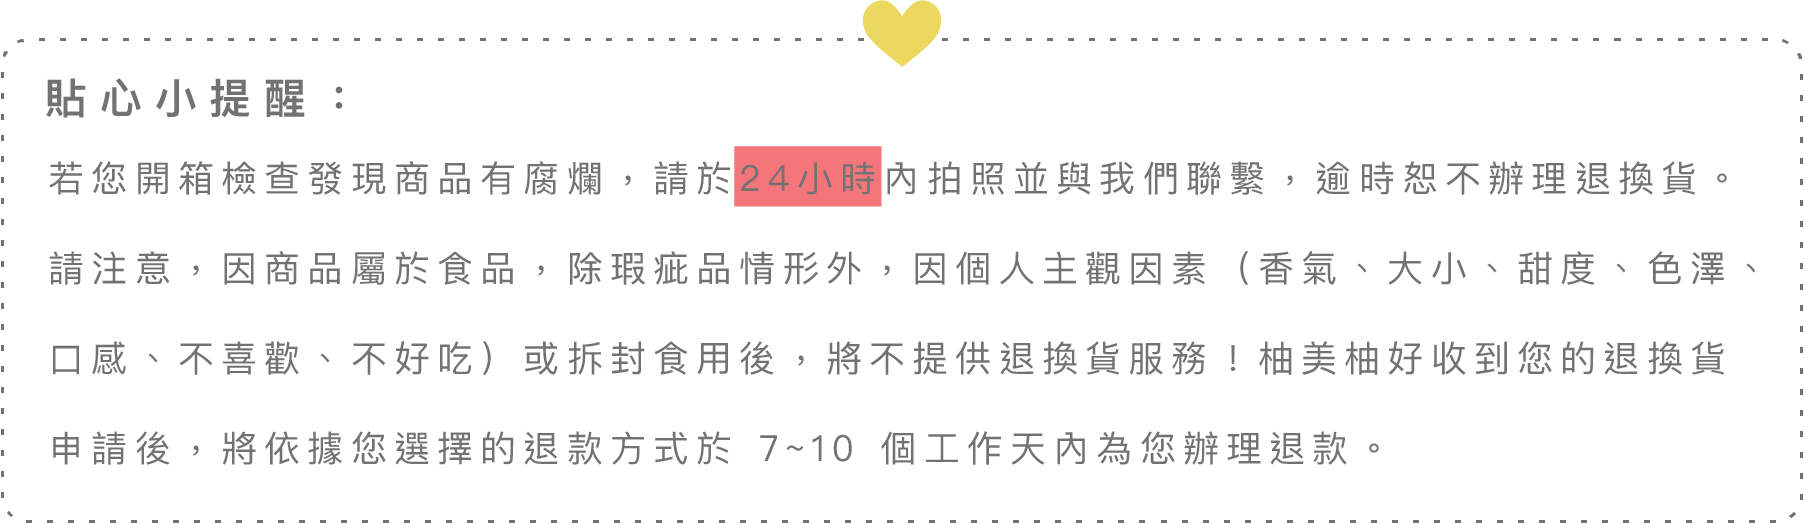 貼心小提醒：
若您開箱檢查發現商品有腐爛，請於24小時內拍照並與我們聯繫，逾時恕不辦理退換貨。
請注意，因商品屬於食品，除瑕疵品情形外，因個人主觀因素（香氣、大小、甜度、色澤、
口感、不喜歡、不好吃）或拆封食用後，將不提供退換貨服務！柚美柚好收到您的退換貨
申請後，將依據您選擇的退款方式於 7~10 個工作天內為您辦理退款。